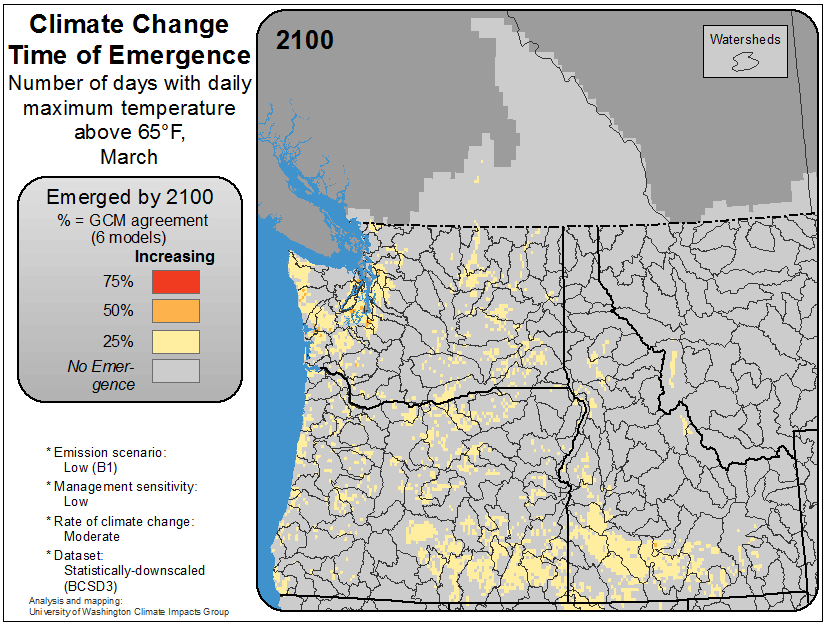 Climate Change
Time of Emergence
Number of days with daily
maximum temperature
above 65°F,
March
Emerged by 2100
% = GCM agreement
(6 models)
Increasing
75%
50%
25%
No Emer-
gence
* Emission scenario:
Low (B1)
* Management sensitivity:
Low
* Rate of climate change:
Moderate
* Dataset:
Statistically-downscaled
(BCSD3)
Analysis and mapping:
University of Washington Climate Impacts Group
2100
Watersheds